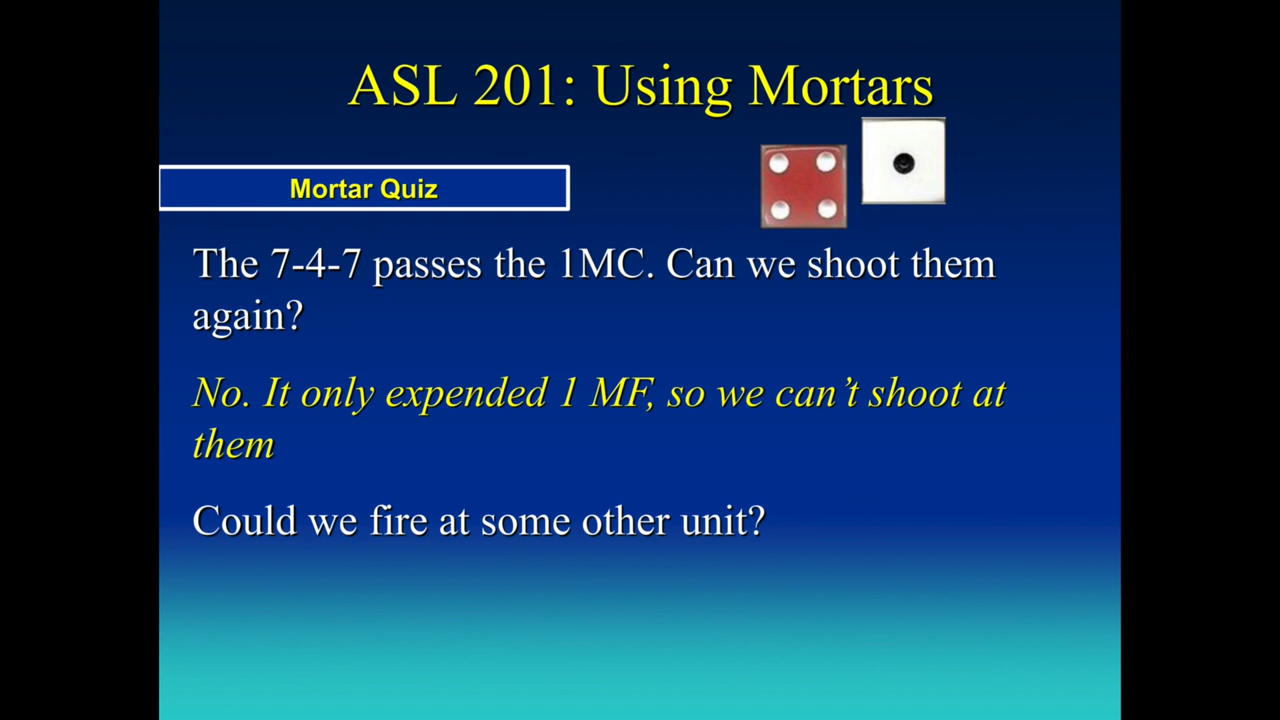 ASL 201: Using Mortars
Mortar Quiz
The 7-4-7 passes the 1MC. Can we shoot them
again?
No. It only expended 1 MF, so we can’t shoot at
them
Could we fire at some other unit?